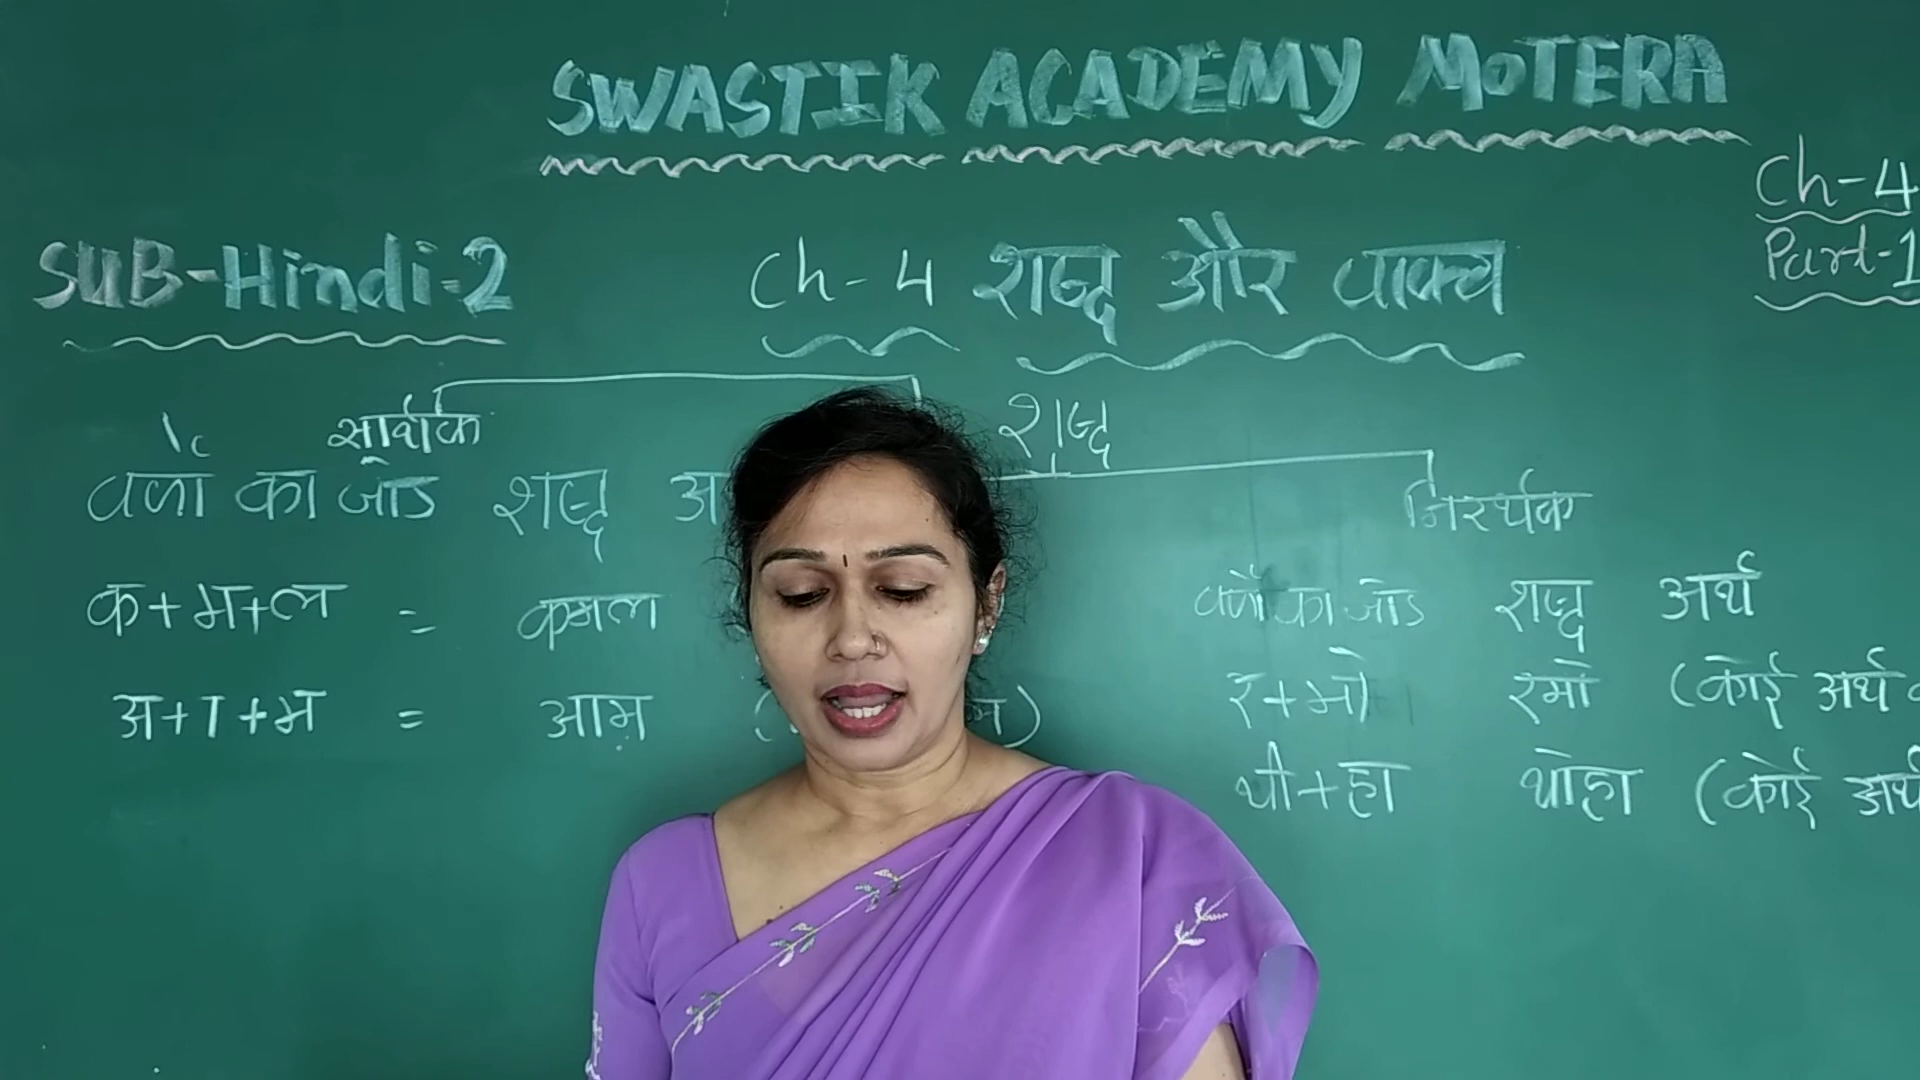 SWASTIK ACADEMY MOTERA
Ch-4
Part-1
SUB-Hindi-2
Ch-4 शब्द और वाक्य
शब्द
सार्थक
निरर्थक
वर्णों का जोड शब्द अ
क+म+ल = कमल
अ+ा+म = आम ( )
वर्णों का जोड शब्द अर्थ
र+मो रमो (कोई अर्थ
थो+हा थोहा (कोई अर्थ